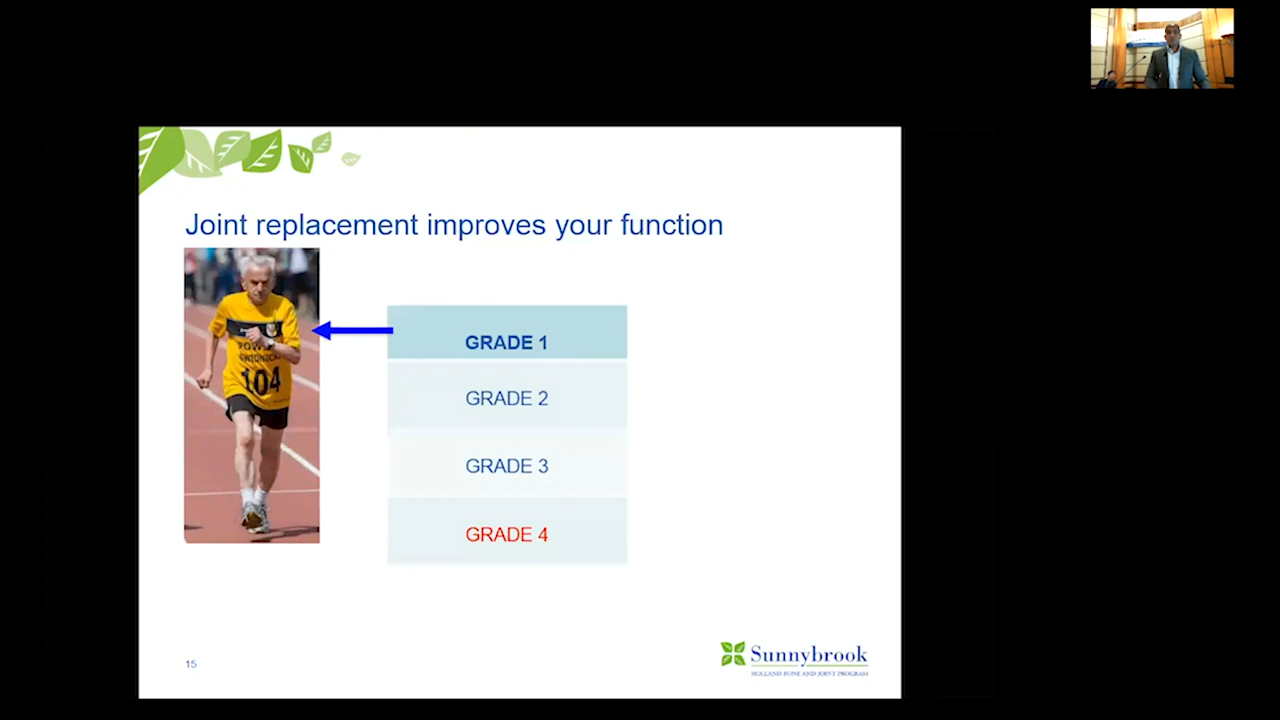 Joint replacement improves your function
104
GRADE 1
GRADE 2
GRADE 3
GRADE 4
15
Sunnybrook
HOLLAND BONE AND JOINT PROGRAM